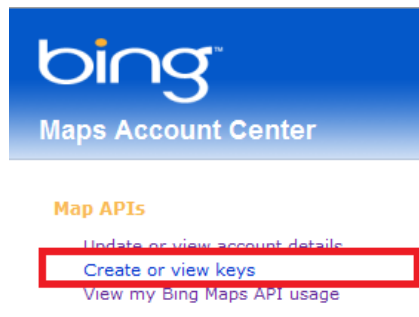 bing™
Maps Account Center
Map APIs
Update or view account details
Create or view keys
View my Bing Maps API usage